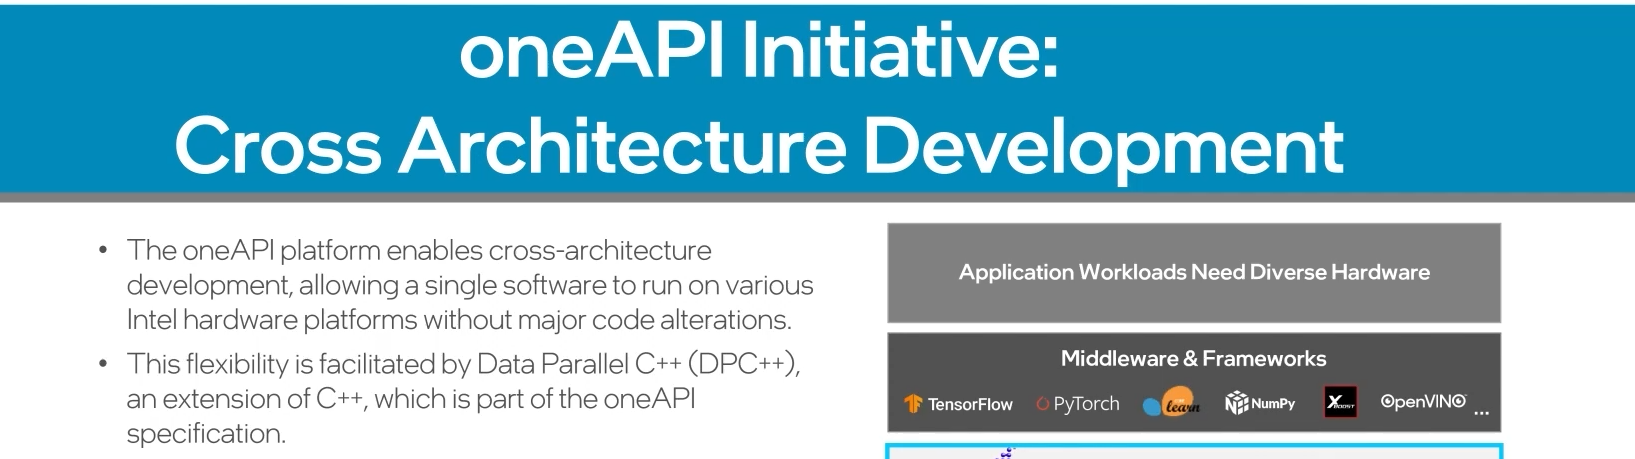 oneAPI Initiative:
Cross Architecture Development
• The oneAPI platform enables cross-architecture
development, allowing a single software to run on various
Intel hardware platforms without major code alterations.
• This flexibility is facilitated by Data Parallel C++ (DPC++),
an extension of C++, which is part of the oneAPI
specification.
Application Workloads Need Diverse Hardware
Middleware & Frameworks
TensorFlow PyTorch learn NumPy XBOOST OpenVINO ...